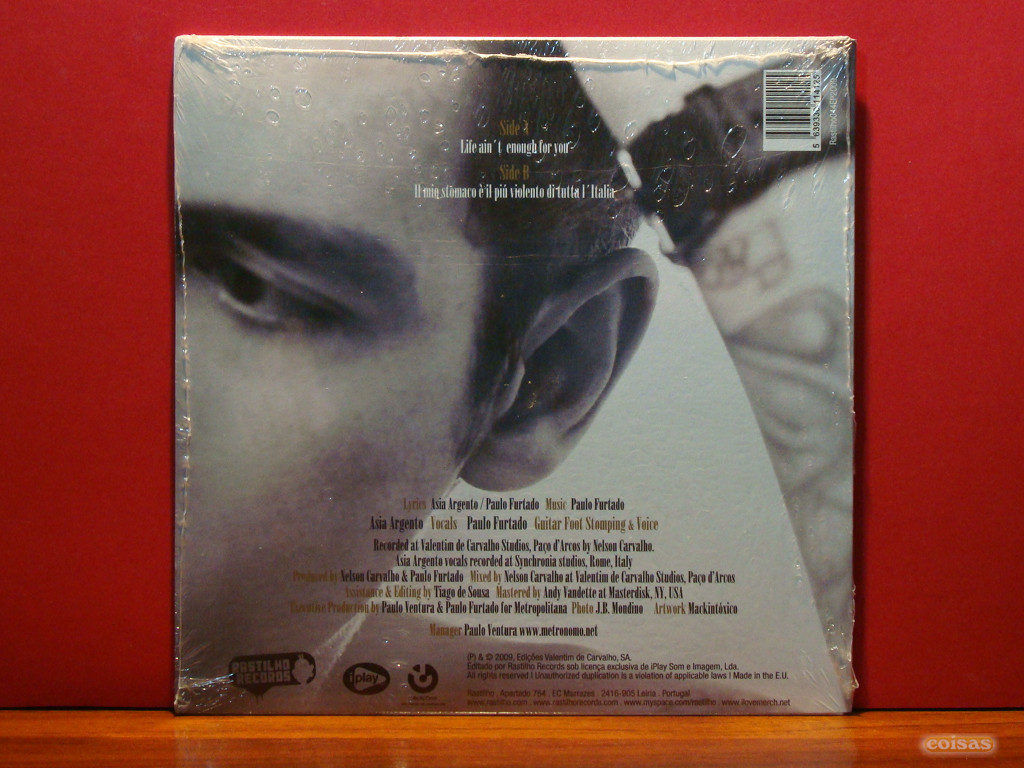 Side A
Life ain´t enough for you
Side B
Il mio stomaco è il più violento di tutta l´Italia
Lyrics Asia Argento / Paulo Furtado Music Paulo Furtado
Asia Argento Vocals Paulo Furtado Guitar Foot Stomping & Voice
Recorded at Valentim de Carvalho Studios, Paço d'Arcos by Nelson Carvalho.
Asia Argento vocals recorded at Synchronia studios, Rome, Italy
Produced by Nelson Carvalho & Paulo Furtado Mixed by Nelson Carvalho at Valentim de Carvalho Studios, Paço d'Arcos
Assistance & Editing by Tiago de Sousa Mastered by Andy Vandette at Masterdisk, NY, USA
Executive Production by Paulo Ventura & Paulo Furtado for Metropolitana Photo J.B. Mondino Artwork Mackintóxico
Manager Paulo Ventura www.metronomo.net
RASTILHO
RECORDS
iplay
(P) & © 2009, Edições Valentim de Carvalho, SA.
Editado por Rastilho Records sob licença exclusiva de iPlay Som e Imagem, Lda.
All rights reserved | Unauthorized duplication is a violation of applicable laws | Made in the E.U.
Rastilho . Apartado 784 . EC Marrazes . 2416-905 Leiria . Portugal
www.rastilho.com . www.rastilhorecords.com . www.myspace.com/rastilho . www.ilovemerch.net
coisas